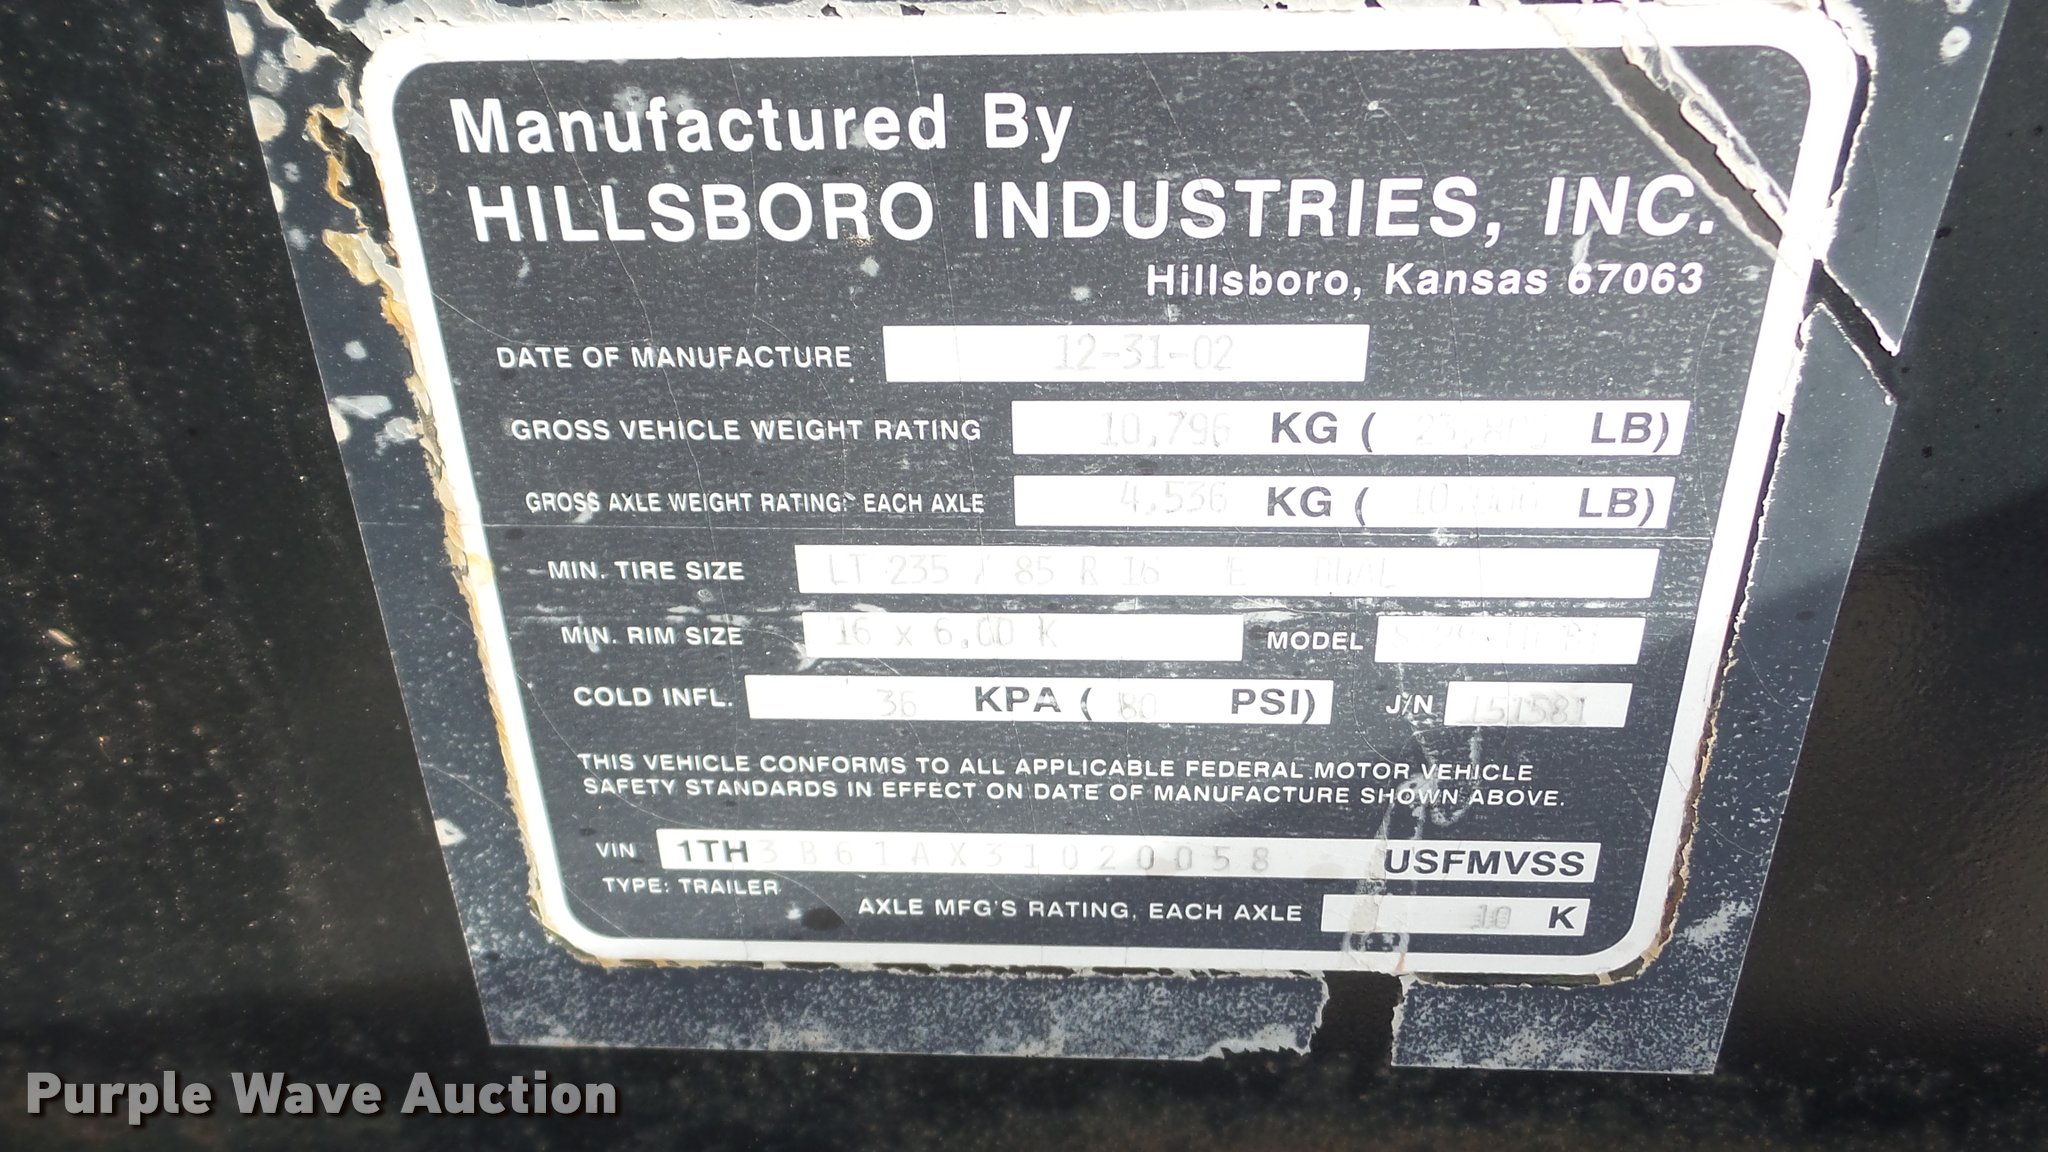 Manufactured By
HILLSBORO INDUSTRIES, INC.
Hillsboro, Kansas 67063
DATE OF MANUFACTURE 12-31-02
GROSS VEHICLE WEIGHT RATING 10,796 KG ( LB)
GROSS AXLE WEIGHT RATING: EACH AXLE 4,536 KG ( LB)
MIN. TIRE SIZE LT 235 / 85 R 16 E DUAL
MIN. RIM SIZE 16 x 6.00 K MODEL
COLD INFL. 36 KPA ( 80 PSI) J/N 151581
THIS VEHICLE CONFORMS TO ALL APPLICABLE FEDERAL MOTOR VEHICLE
SAFETY STANDARDS IN EFFECT ON DATE OF MANUFACTURE SHOWN ABOVE.
VIN 1TH3B61AX31020058 USFMVSS
TYPE: TRAILER
AXLE MFG'S RATING, EACH AXLE 10 K
Purple Wave Auction